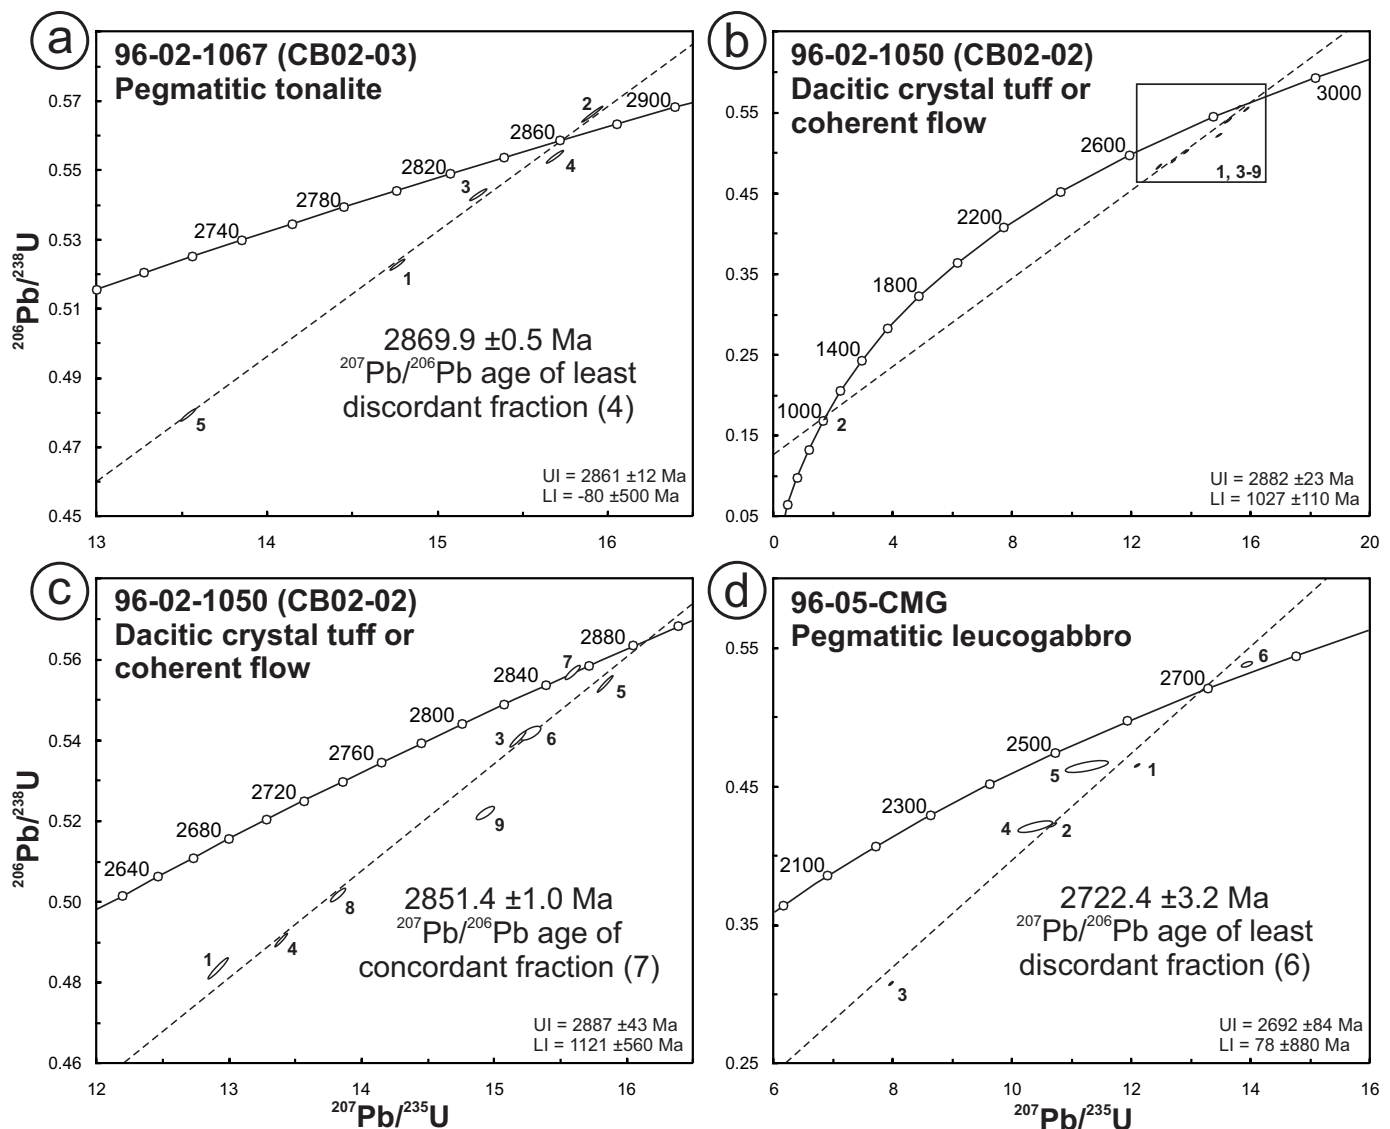 a
96-02-1067 (CB02-03)
Pegmatitic tonalite
0.57
0.55
0.53
0.51
0.49
0.47
0.45
2740
2780
2820
2860
2900
1
2
3
4
5
2869.9 ±0.5 Ma
207Pb/206Pb age of least
discordant fraction (4)
UI = 2861 ±12 Ma
LI = -80 ±500 Ma
13
14
15
16
206Pb/238U
b
96-02-1050 (CB02-02)
Dacitic crystal tuff or
coherent flow
0.55
0.45
0.35
0.25
0.15
0.05
1000
1400
1800
2200
2600
3000
1, 3-9
2
UI = 2882 ±23 Ma
LI = 1027 ±110 Ma
0
4
8
12
16
20
c
96-02-1050 (CB02-02)
Dacitic crystal tuff or
coherent flow
0.56
0.54
0.52
0.50
0.48
0.46
2640
2680
2720
2760
2800
2840
2880
1
3
4
5
6
7
8
9
2851.4 ±1.0 Ma
207Pb/206Pb age of
concordant fraction (7)
UI = 2887 ±43 Ma
LI = 1121 ±560 Ma
12
13
14
15
16
206Pb/238U
207Pb/235U
d
96-05-CMG
Pegmatitic leucogabbro
0.55
0.45
0.35
0.25
2100
2300
2500
2700
1
2
3
4
5
6
2722.4 ±3.2 Ma
207Pb/206Pb age of least
discordant fraction (6)
UI = 2692 ±84 Ma
LI = 78 ±880 Ma
6
8
10
12
14
16
207Pb/235U